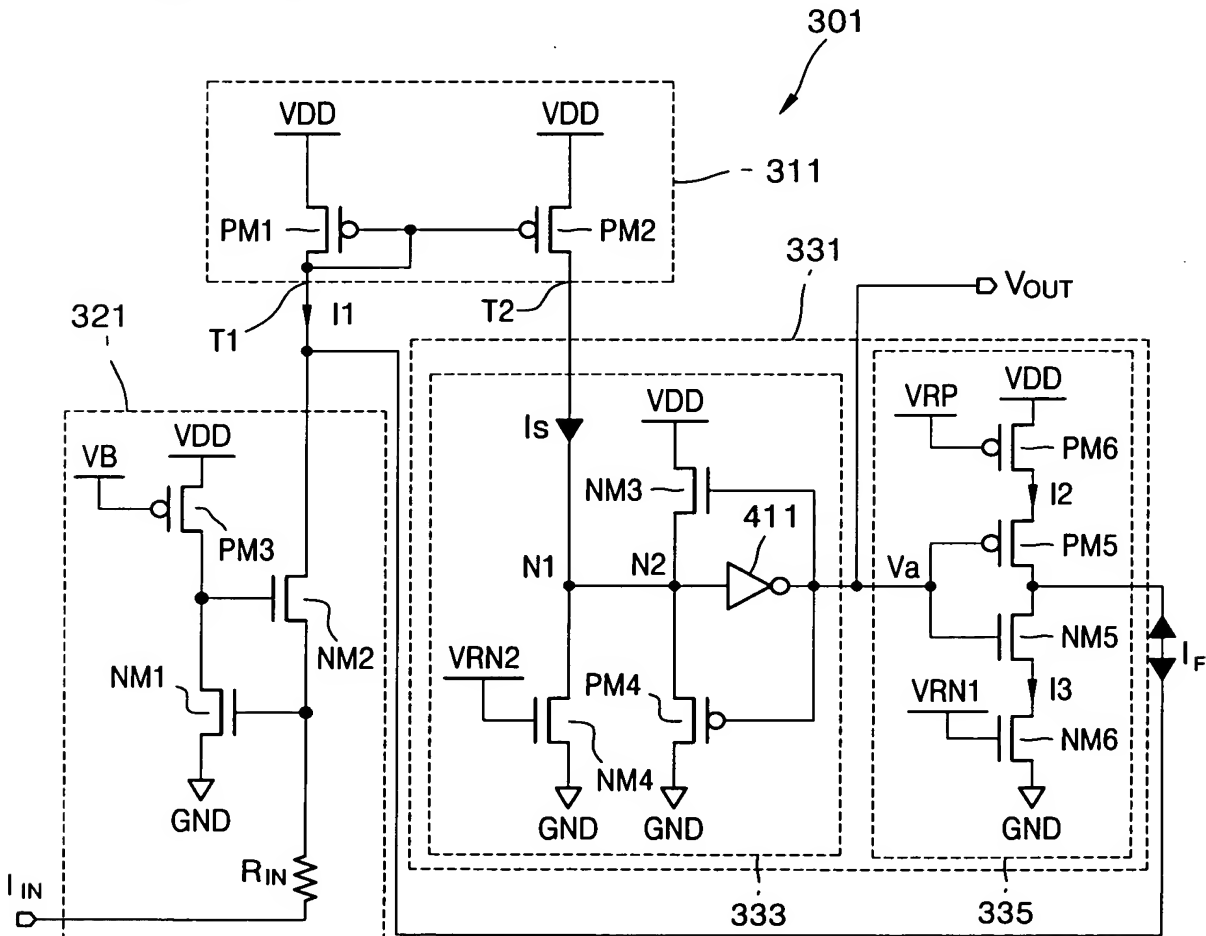 301
VDD
VDD
311
PM1
PM2
331
T1
I1
T2
VOUT
321
VB
VDD
PM3
NM2
NM1
GND
RIN
IIN
Is
VDD
NM3
411
N1
N2
VRN2
PM4
NM4
GND
GND
333
Va
VRP
VDD
PM6
I2
PM5
NM5
VRN1
I3
NM6
GND
335
IF